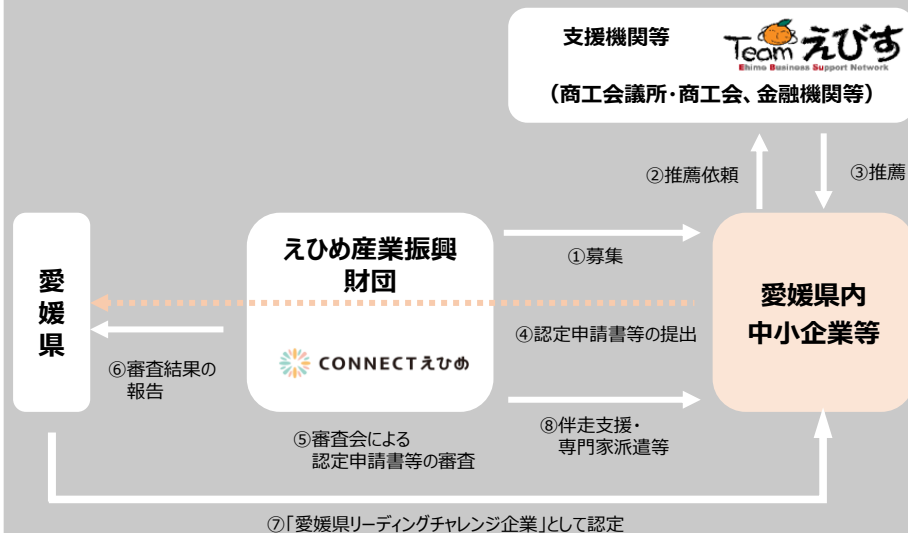 支援機関等
Team えびす
Ehime Business Support Network
（商工会議所・商工会、金融機関等）
②推薦依頼
③推薦
愛媛県
えひめ産業振興
財団
CONNECTえひめ
①募集
愛媛県内
中小企業等
④認定申請書等の提出
⑥審査結果の
報告
⑤審査会による
認定申請書等の審査
⑧伴走支援・
専門家派遣等
⑦「愛媛県リーディングチャレンジ企業」として認定